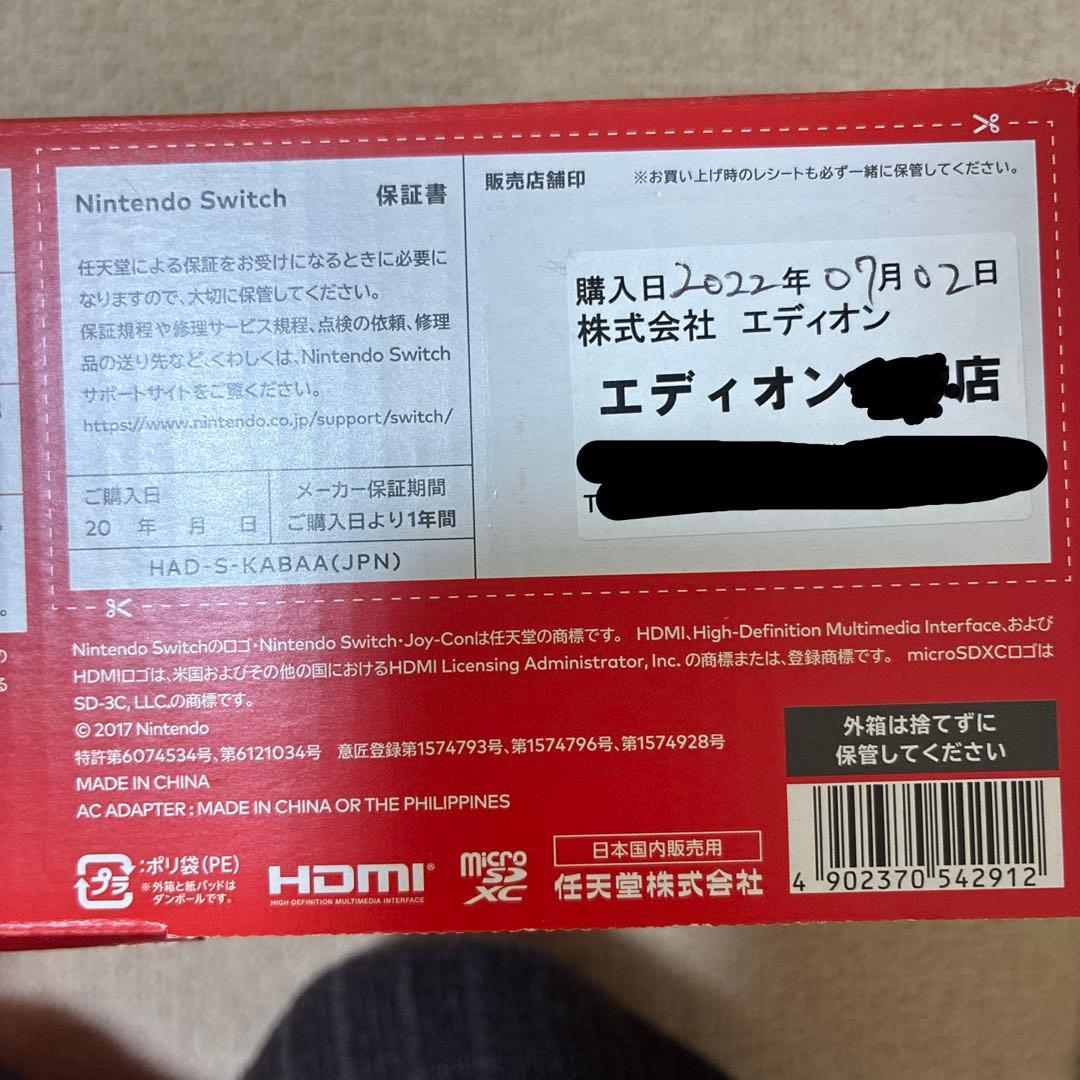 Nintendo Switch 保証書
任天堂による保証をお受けになるときに必要に
なりますので、大切に保管してください。
保証規程や修理サービス規程、点検の依頼、修理
品の送り先など、くわしくは、Nintendo Switch
サポートサイトをご覧ください。
https://www.nintendo.co.jp/support/switch/
ご購入日
20 年 月 日
メーカー保証期間
ご購入日より1年間
HAD-S-KABAA(JPN)
販売店舗印 ※お買い上げ時のレシートも必ず一緒に保管してください。
購入日2022年07月02日
株式会社 エディオン
エディオン 店
T
Nintendo Switchのロゴ・Nintendo Switch・Joy-Conは任天堂の商標です。 HDMI、High-Definition Multimedia Interface、および
HDMIロゴは、米国およびその他の国におけるHDMI Licensing Administrator, Inc. の商標または、登録商標です。 microSDXCロゴは
SD-3C, LLC.の商標です。
© 2017 Nintendo
特許第6074534号、第6121034号 意匠登録第1574793号、第1574796号、第1574928号
MADE IN CHINA
AC ADAPTER : MADE IN CHINA OR THE PHILIPPINES
外箱は捨てずに
保管してください
プラ
:ポリ袋(PE)
※外箱と紙パッドは
ダンボールです。
HDMI®
HIGH-DEFINITION MULTIMEDIA INTERFACE
micro
SD
XC
日本国内販売用
任天堂株式会社
4 902370 542912